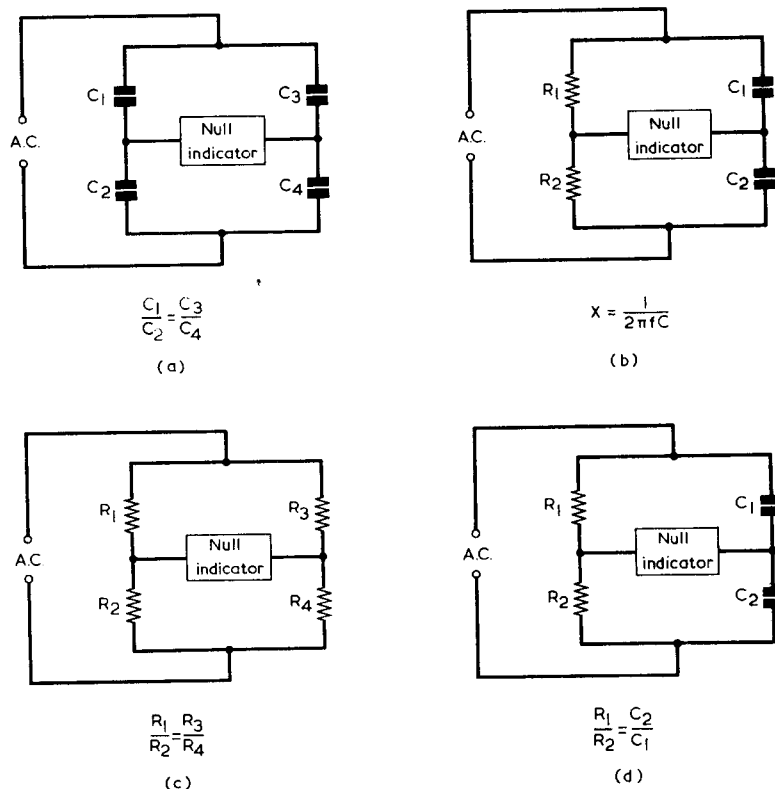 C1 C3
A.C. Null indicator
C2 C4
C1/C2 = C3/C4
(a)
R1 C1
A.C. Null indicator
R2 C2
X = 1/2πfC
(b)
R1 R3
A.C. Null indicator
R2 R4
R1/R2 = R3/R4
(c)
R1 C1
A.C. Null indicator
R2 C2
R1/R2 = C2/C1
(d)